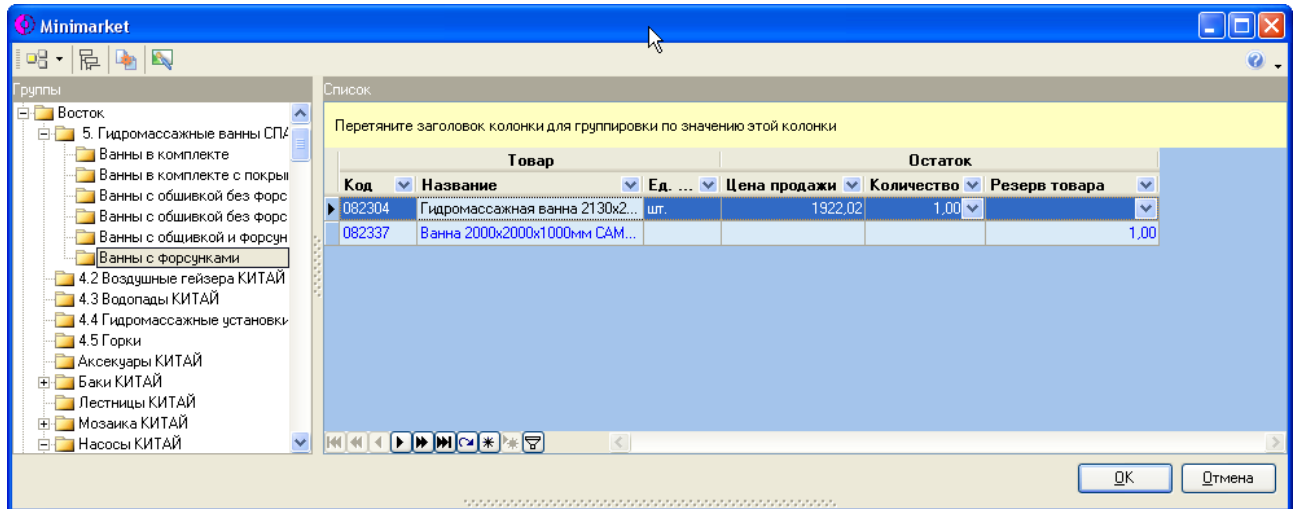 Minimarket
Группы
Список
Восток
5. Гидромассажные ванны СПА
Ванны в комплекте
Ванны в комплекте с покрыі
Ванны с обшивкой без форс
Ванны с обшивкой без форс
Ванны с общивкой и форсун
Ванны с форсунками
4.2 Воздушные гейзера КИТАЙ
4.3 Водопады КИТАЙ
4.4 Гидромассажные установки
4.5 Горки
Аксекуары КИТАЙ
Баки КИТАЙ
Лестницы КИТАЙ
Мозаика КИТАЙ
Насосы КИТАЙ
Перетяните заголовок колонки для группировки по значению этой колонки
Товар Остаток
Код Название Ед. ... Цена продажи Количество Резерв товара
082304 Гидромассажная ванна 2130x2... шт. 1922,02 1,00
082337 Ванна 2000x2000x1000мм САМ... 1,00
OK Отмена